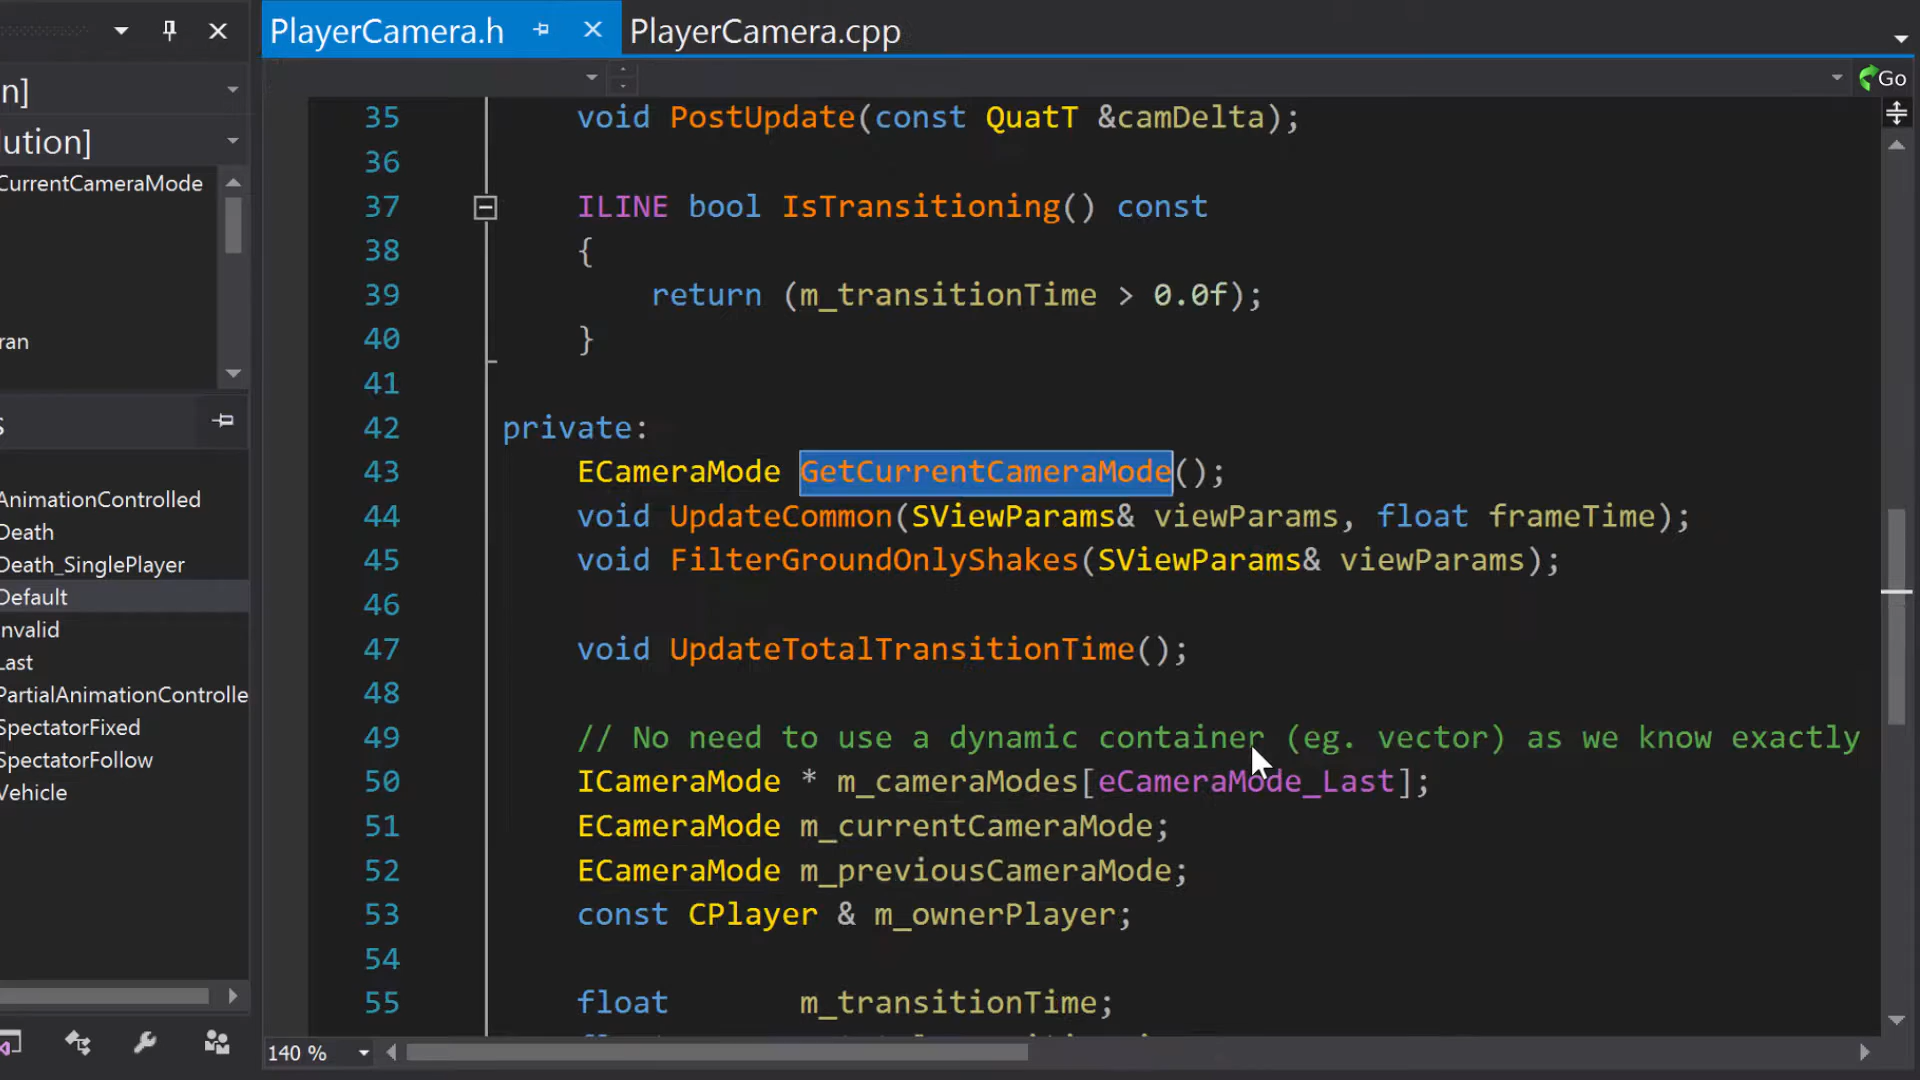 PlayerCamera.h
PlayerCamera.cpp
n]
Go
lution]
CurrentCameraMode
ran
AnimationControlled
Death
Death_SinglePlayer
Default
nvalid
Last
PartialAnimationControlle
SpectatorFixed
SpectatorFollow
Vehicle
35 void PostUpdate(const QuatT &camDelta);
36
37 ILINE bool IsTransitioning() const
38 {
39 return (m_transitionTime > 0.0f);
40 }
41
42 private:
43 ECameraMode GetCurrentCameraMode();
44 void UpdateCommon(SViewParams& viewParams, float frameTime);
45 void FilterGroundOnlyShakes(SViewParams& viewParams);
46
47 void UpdateTotalTransitionTime();
48
49 // No need to use a dynamic container (eg. vector) as we know exactly
50 ICameraMode * m_cameraModes[eCameraMode_Last];
51 ECameraMode m_currentCameraMode;
52 ECameraMode m_previousCameraMode;
53 const CPlayer & m_ownerPlayer;
54
55 float m_transitionTime;
140 %